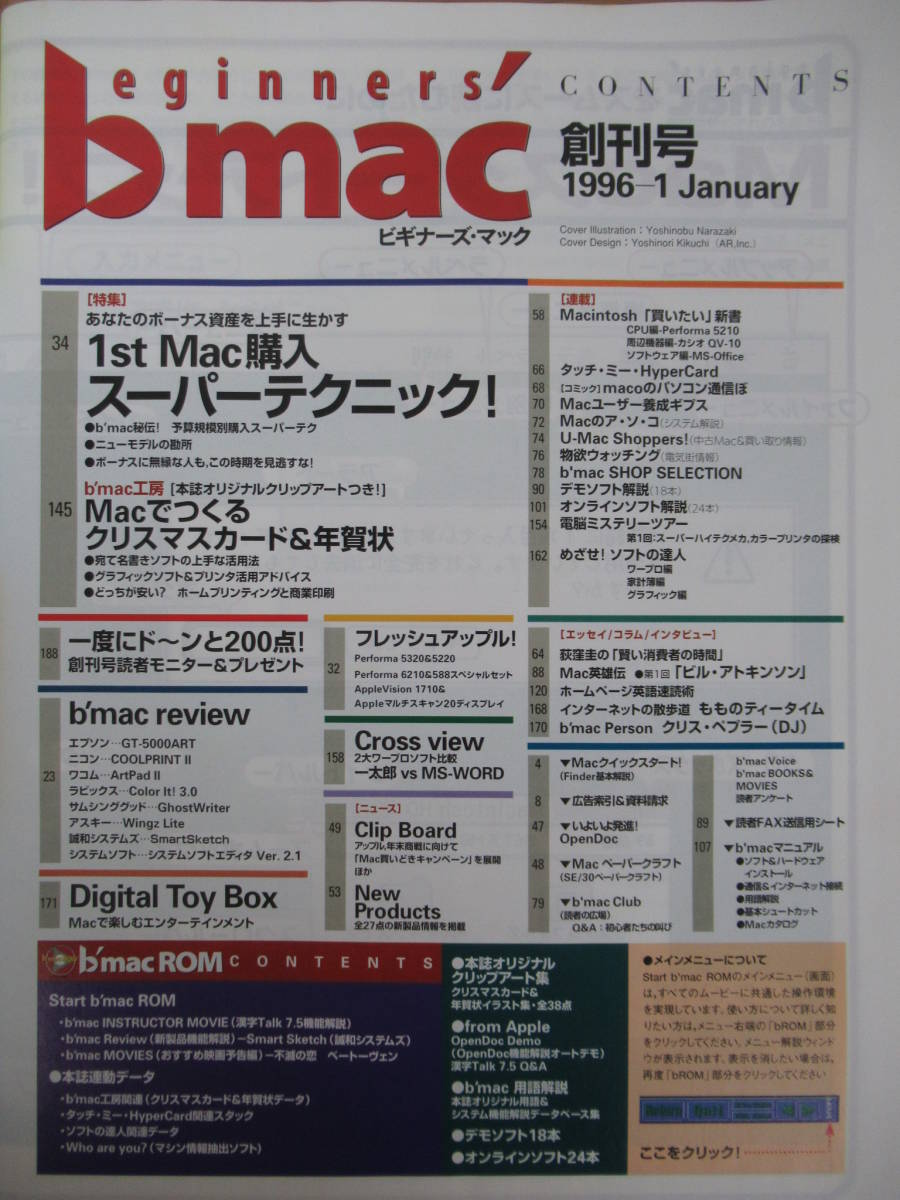 beginners'
b'mac
ビギナーズ・マック
CONTENTS
創刊号
1996–1 January
Cover Illustration：Yoshinobu Narazaki
Cover Design：Yoshinori Kikuchi（AR,Inc.）
[特集]
あなたのボーナス資産を上手に生かす
34 1st Mac購入
スーパーテクニック!
●b'mac秘伝! 予算規模別購入スーパーテク
●ニューモデルの勘所
●ボーナスに無縁な人も,この時期を見逃すな!
b'mac工房 [本誌オリジナルクリップアートつき!]
145 Macでつくる
クリスマスカード&年賀状
●宛て名書きソフトの上手な活用法
●グラフィックソフト&プリンタ活用アドバイス
●どっちが安い? ホームプリンティングと商業印刷
[連載]
58 Macintosh「買いたい」新書
CPU編-Performa 5210
周辺機器編-カシオ QV-10
ソフトウェア編-MS-Office
66 タッチ・ミー・HyperCard
68 [コミック]macoのパソコン通信ぼ
70 Macユーザー養成ギプス
72 Macのア・ソ・コ(システム解説)
74 U-Mac Shoppers!(中古Mac&買い取り情報)
76 物欲ウォッチング(電気街情報)
78 b'mac SHOP SELECTION
90 デモソフト解説(18本)
101 オンラインソフト解説(24本)
154 電脳ミステリーツアー
第1回:スーパーハイテクメカ,カラープリンタの探検
162 めざせ! ソフトの達人
ワープロ編
家計簿編
グラフィック編
188 一度にド〜ンと200点!
創刊号読者モニター&プレゼント
b'mac review
23
エプソン…GT-5000ART
ニコン…COOLPRINT II
ワコム…ArtPad II
ラピックス…Color It! 3.0
サムシンググッド…GhostWriter
アスキー…Wingz Lite
誠和システムズ…SmartSketch
システムソフト…システムソフトエディタ Ver. 2.1
171 Digital Toy Box
Macで楽しむエンターテインメント
フレッシュアップル!
32
Performa 5320&5220
Performa 6210&588スペシャルセット
AppleVision 1710&
Appleマルチスキャン20ディスプレイ
Cross view
158 2大ワープロソフト比較
一太郎 vs MS-WORD
[ニュース]
49 Clip Board
アップル,年末商戦に向けて
「Mac買いどきキャンペーン」を展開
ほか
53 New
Products
全27点の新製品情報を掲載
[エッセイ/コラム/インタビュー]
64 荻窪圭の「賢い消費者の時間」
88 Mac英雄伝 ●第1回「ビル・アトキンソン」
120 ホームページ英語速読術
168 インターネットの散歩道 もものティータイム
170 b'mac Person クリス・ペプラー(DJ)
4 ▼Macクイックスタート!
(Finder基本解説)
8 ▼広告索引&資料請求
47 ▼いよいよ発進!
OpenDoc
48 ▼Mac ペーパークラフト
(SE/30ペーパークラフト)
79 ▼b'mac Club
(読者の広場)
Q&A：初心者たちの叫び
b'mac Voice
b'mac BOOKS&
MOVIES
読者アンケート
89 ▼読者FAX送信用シート
107 ▼b'macマニュアル
●ソフト&ハードウェア
インストール
●通信&インターネット接続
●用語解説
●基本シュートカット
●Macカタログ
b'mac ROM CONTENTS
Start b'mac ROM
・b'mac INSTRUCTOR MOVIE（漢字Talk 7.5機能解説）
・b'mac Review（新製品機能解説）−Smart Sketch（誠和システムズ）
・b'mac MOVIES（おすすめ映画予告編）−不滅の恋 ベートーヴェン
●本誌連動データ
・b'mac工房関連（クリスマスカード&年賀状データ）
・タッチ・ミー・HyperCard関連スタック
・ソフトの達人関連データ
・Who are you?（マシン情報抽出ソフト）
●本誌オリジナル
クリップアート集
クリスマスカード&
年賀状イラスト集・全38点
●from Apple
OpenDoc Demo
(OpenDoc機能解説オートデモ)
漢字Talk 7.5 Q&A
●b'mac 用語解説
本誌オリジナル用語&
システム機能解説データベース集
●デモソフト18本
●オンラインソフト24本
●メインメニューについて
Start b'mac ROMのメインメニュー（画面）
は,すべてのムービーに共通した操作環境
を実現しています。使い方について詳しく知
りたい方は,メニュー右端の「bROM」部分
をクリックしてください。メニュー解説ウィンド
ウが表示されます。表示を消したい場合は,
再度「bROM」部分をクリックしてください
ここをクリック!